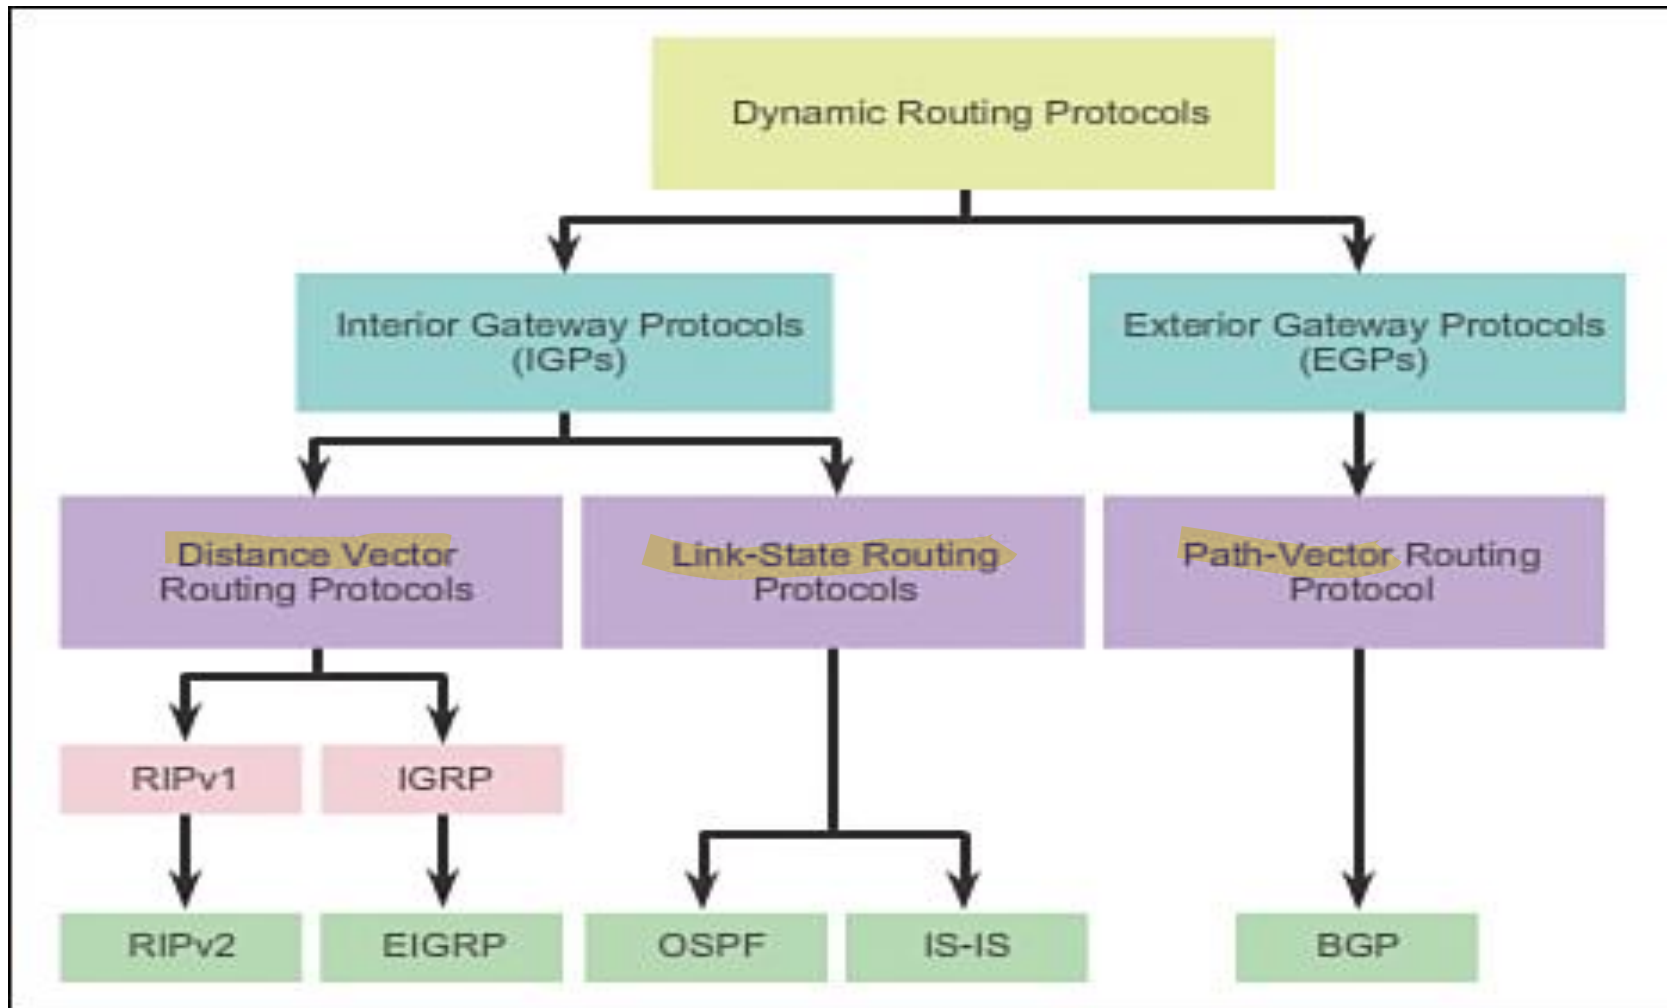 Dynamic Routing Protocols
Interior Gateway Protocols
(IGPs)
Exterior Gateway Protocols
(EGPs)
Distance Vector
Routing Protocols
Link-State Routing
Protocols
Path-Vector Routing
Protocol
RIPv1
IGRP
RIPv2
EIGRP
OSPF
IS-IS
BGP